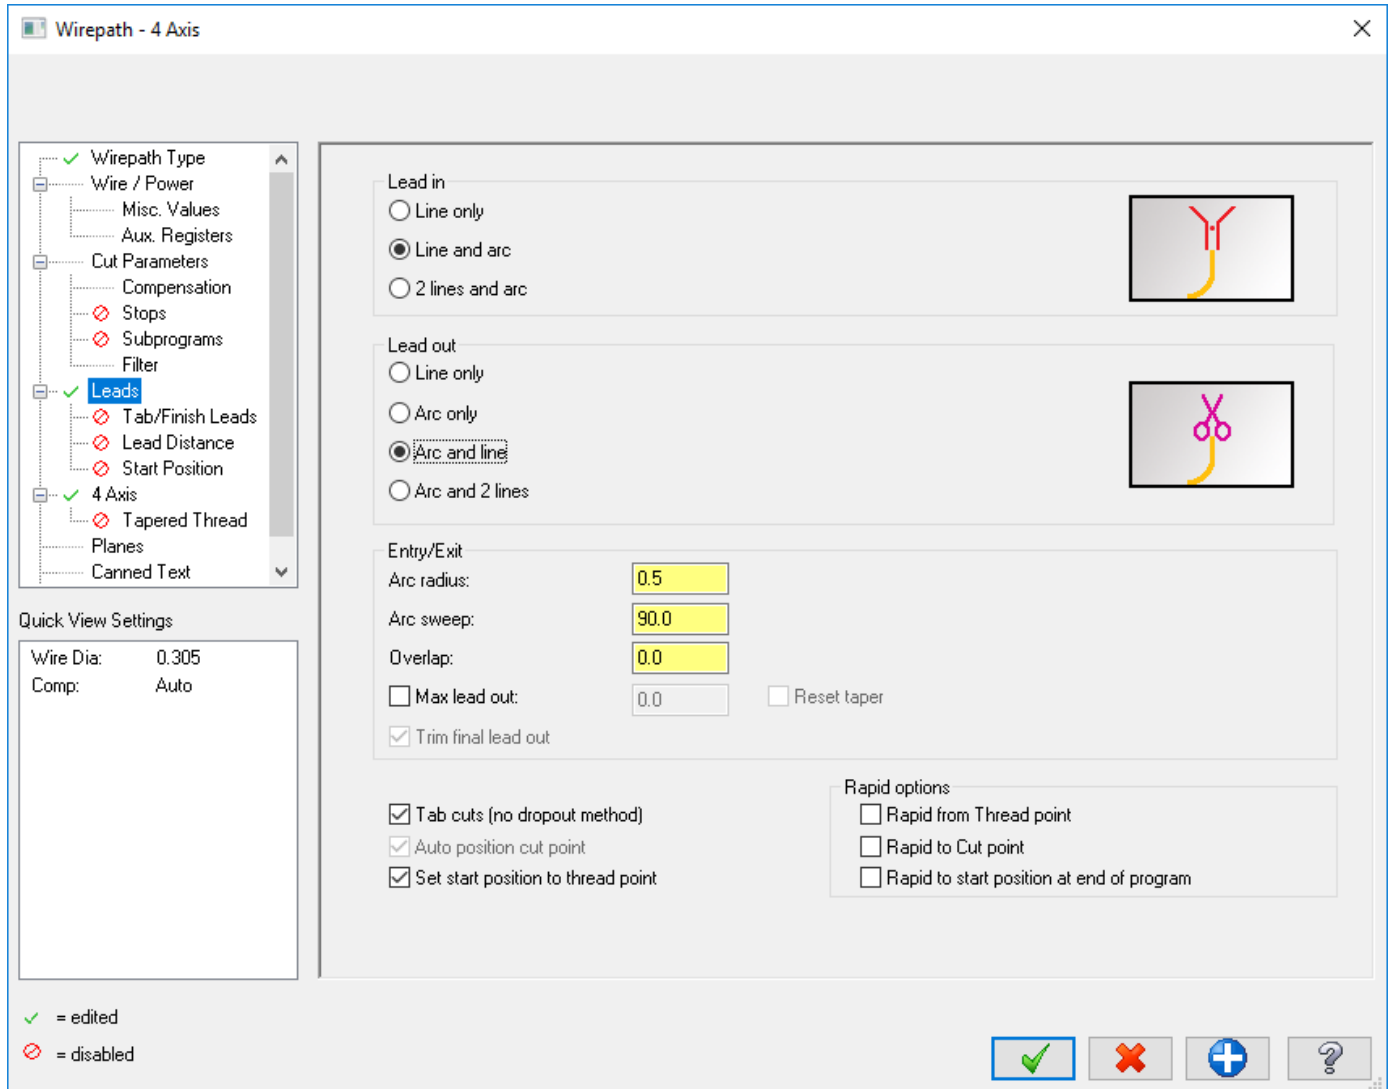 Wirepath - 4 Axis
Wirepath Type
Wire / Power
Misc. Values
Aux. Registers
Cut Parameters
Compensation
Stops
Subprograms
Filter
Leads
Tab/Finish Leads
Lead Distance
Start Position
4 Axis
Tapered Thread
Planes
Canned Text
Quick View Settings
Wire Dia: 0.305
Comp: Auto
= edited
= disabled
Lead in
Line only
Line and arc
2 lines and arc
Lead out
Line only
Arc only
Arc and line
Arc and 2 lines
Entry/Exit
Arc radius: 0.5
Arc sweep: 90.0
Overlap: 0.0
Max lead out: 0.0 Reset taper
Trim final lead out
Tab cuts (no dropout method)
Auto position cut point
Set start position to thread point
Rapid options
Rapid from Thread point
Rapid to Cut point
Rapid to start position at end of program